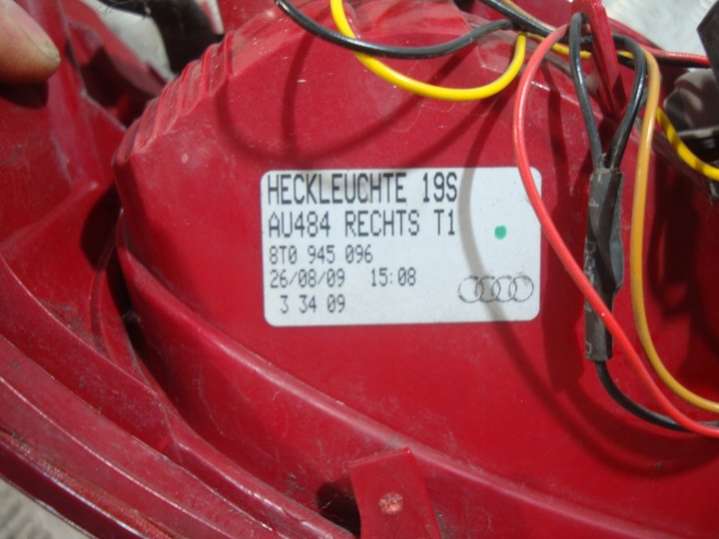 HECKLEUCHTE 19S
AU484 RECHTS T1
8T0 945 096
26/08/09 15:08
3 34 09